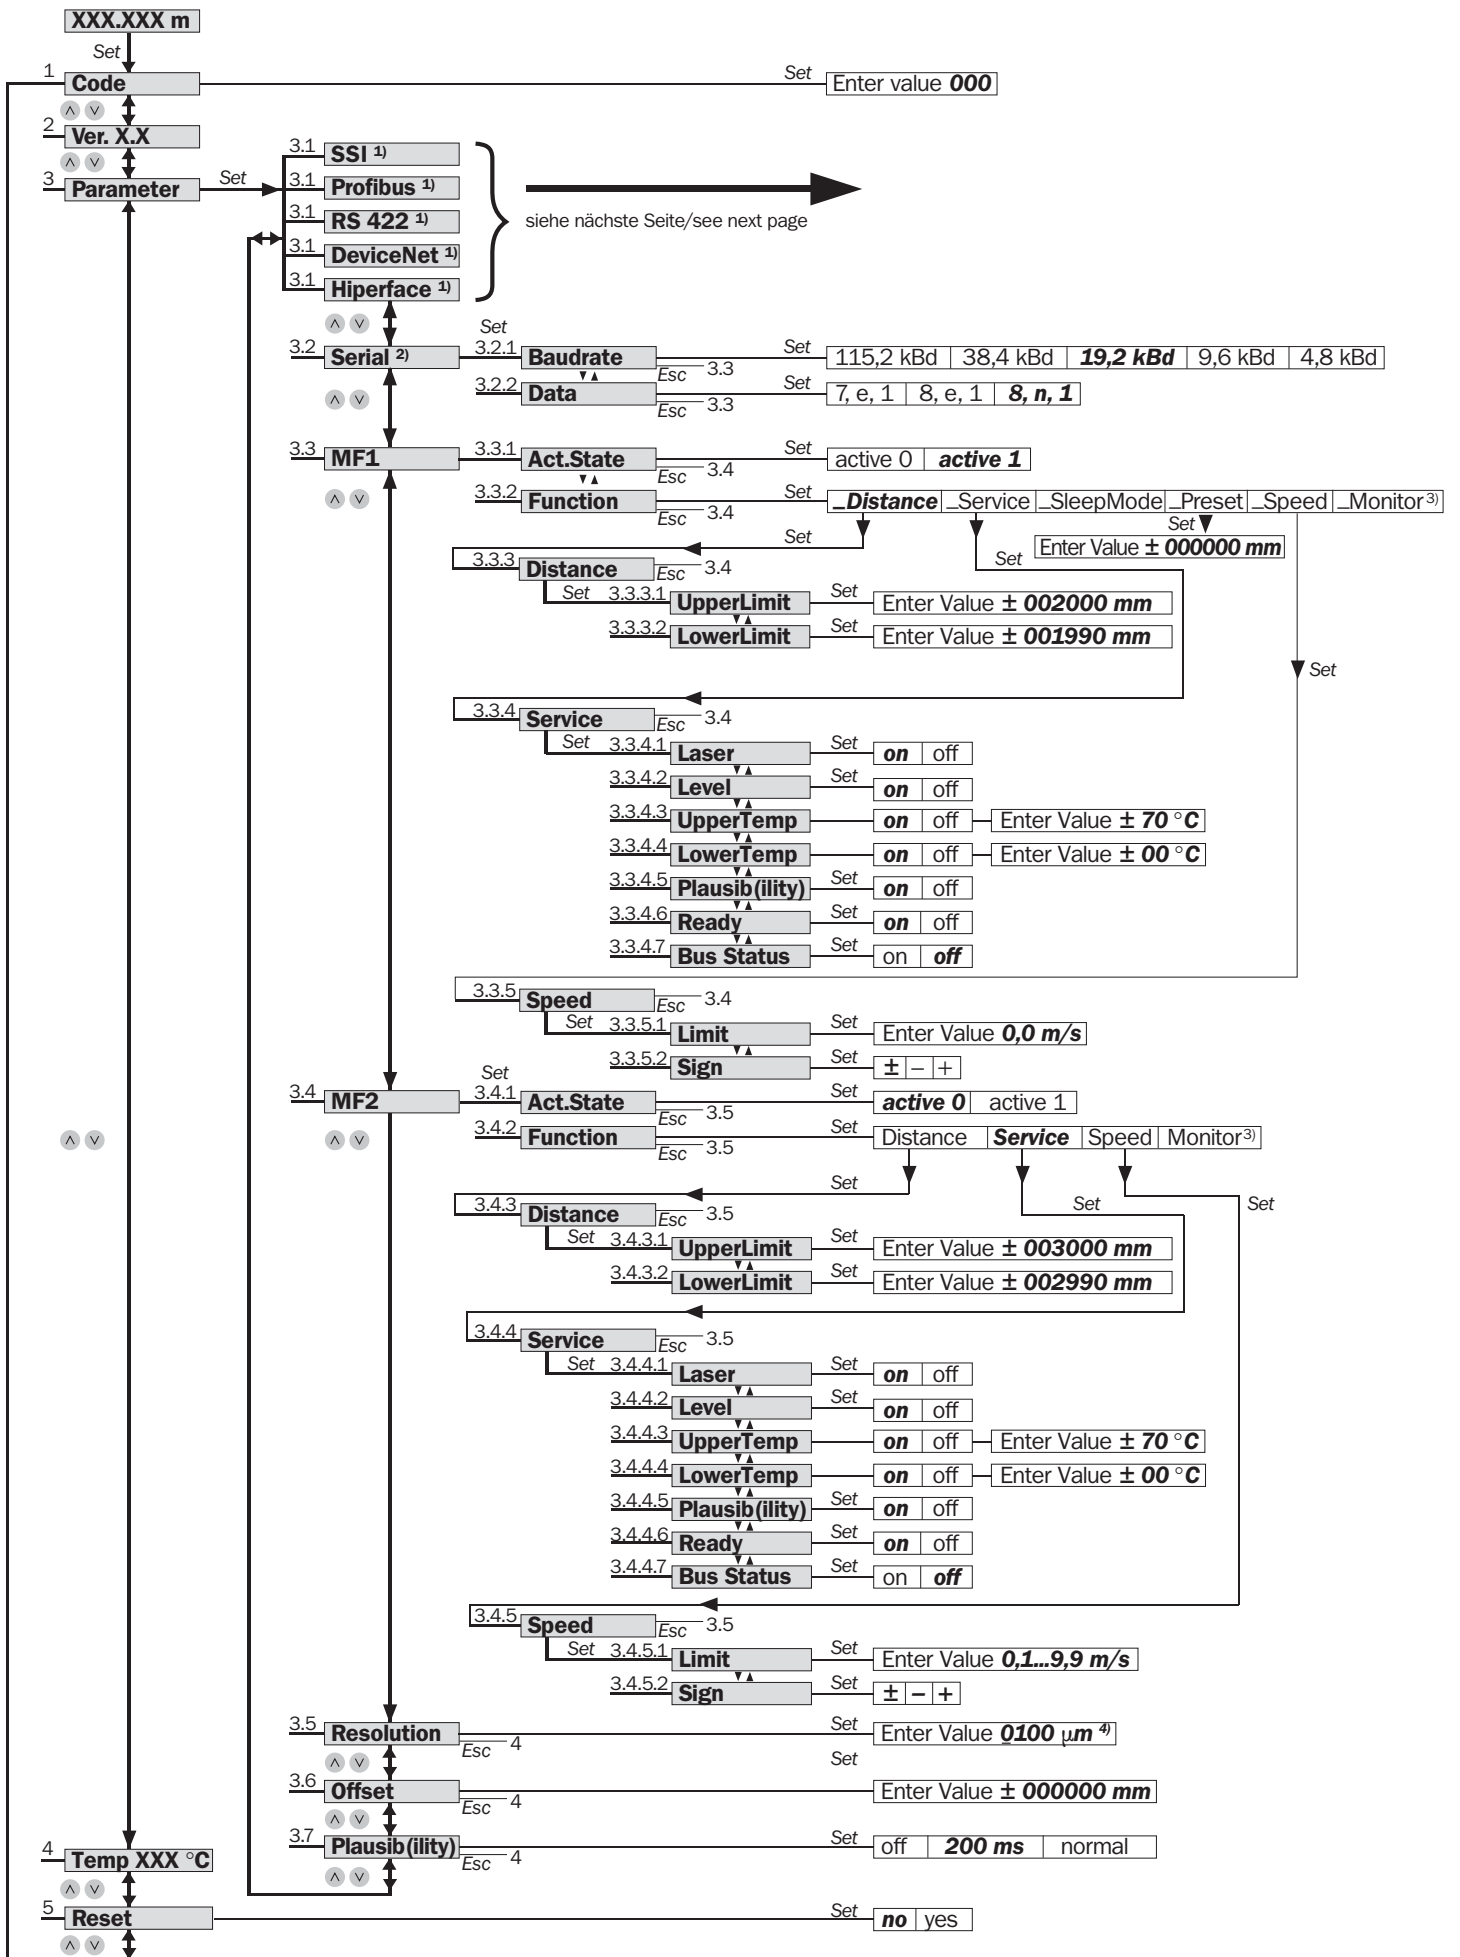 XXX.XXX m
Set
1 Code Set Enter value 000
2 Ver. X.X
3 Parameter Set
3.1 SSI 1)
3.1 Profibus 1)
3.1 RS 422 1)
3.1 DeviceNet 1)
3.1 Hiperface 1)
siehe nächste Seite/see next page
Set
3.2 Serial 2) 3.2.1 Baudrate Esc 3.3 Set 115,2 kBd 38,4 kBd 19,2 kBd 9,6 kBd 4,8 kBd
3.2.2 Data Esc 3.3 Set 7, e, 1 8, e, 1 8, n, 1
3.3 MF1 3.3.1 Act.State Esc 3.4 Set active 0 active 1
3.3.2 Function Esc 3.4 Set _Distance _Service _SleepMode _Preset _Speed _Monitor 3)
Set
Enter Value ± 000000 mm
Set
Set
3.3.3 Distance Esc 3.4
Set 3.3.3.1 UpperLimit Set Enter Value ± 002000 mm
3.3.3.2 LowerLimit Set Enter Value ± 001990 mm
Set
3.3.4 Service Esc 3.4
Set 3.3.4.1 Laser Set on off
3.3.4.2 Level Set on off
3.3.4.3 UpperTemp on off Enter Value ± 70 °C
3.3.4.4 LowerTemp on off Enter Value ± 00 °C
3.3.4.5 Plausib(ility) Set on off
3.3.4.6 Ready Set on off
3.3.4.7 Bus Status Set on off
3.3.5 Speed Esc 3.4
Set 3.3.5.1 Limit Set Enter Value 0,0 m/s
3.3.5.2 Sign Set ± – +
Set
3.4 MF2 3.4.1 Act.State Esc 3.5 Set active 0 active 1
3.4.2 Function Esc 3.5 Set Distance Service Speed Monitor 3)
Set
Set
Set
3.4.3 Distance Esc 3.5
Set 3.4.3.1 UpperLimit Set Enter Value ± 003000 mm
3.4.3.2 LowerLimit Set Enter Value ± 002990 mm
3.4.4 Service Esc 3.5
Set 3.4.4.1 Laser Set on off
3.4.4.2 Level Set on off
3.4.4.3 UpperTemp on off Enter Value ± 70 °C
3.4.4.4 LowerTemp on off Enter Value ± 00 °C
3.4.4.5 Plausib(ility) Set on off
3.4.4.6 Ready Set on off
3.4.4.7 Bus Status Set on off
3.4.5 Speed Esc 3.5
Set 3.4.5.1 Limit Set Enter Value 0,1...9,9 m/s
3.4.5.2 Sign Set ± – +
3.5 Resolution Esc 4 Set Enter Value 0100 µm 4)
Set
3.6 Offset Esc 4 Enter Value ± 000000 mm
3.7 Plausib(ility) Esc 4 Set off 200 ms normal
4 Temp XXX °C
5 Reset Set no yes